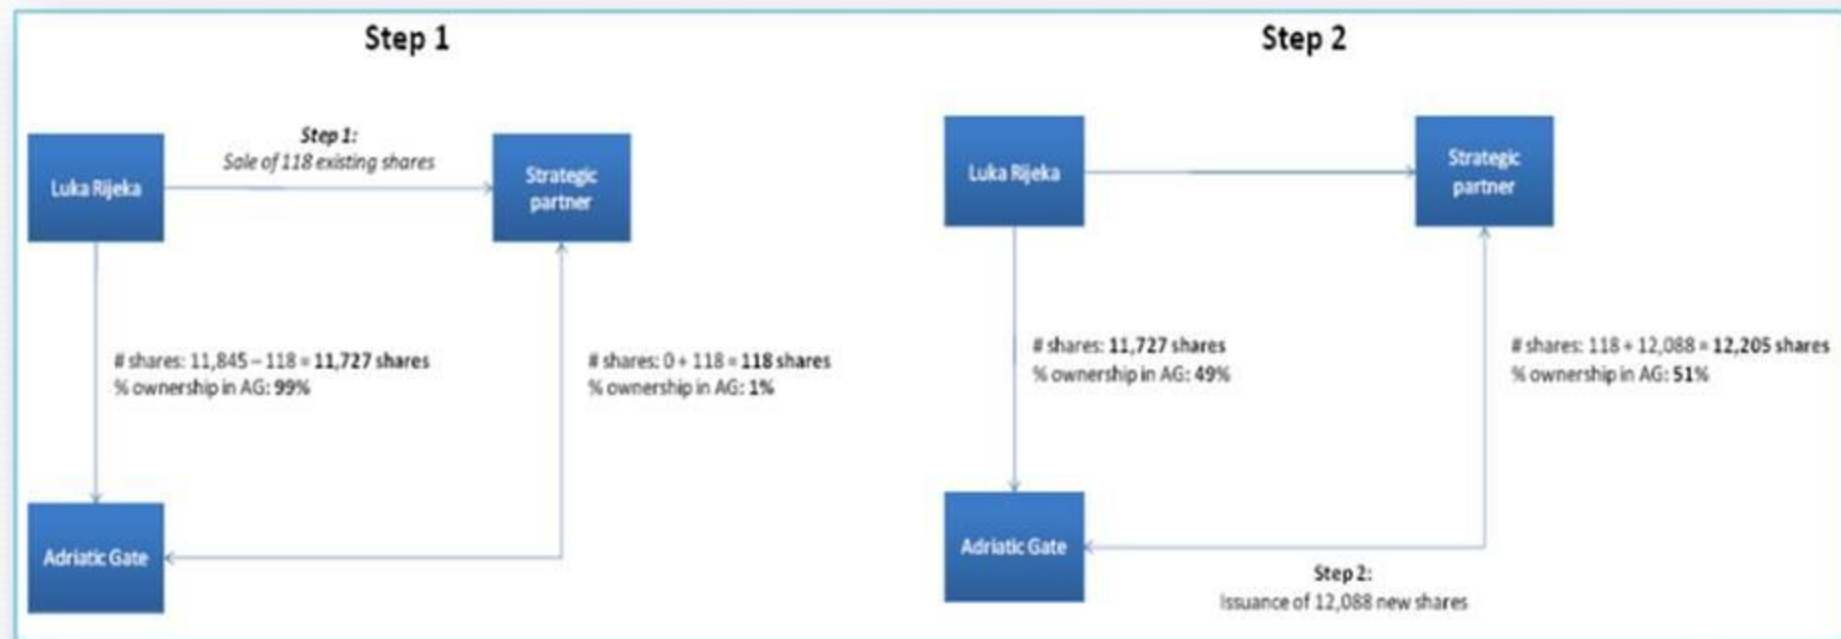 Step 1
Step 1:
Sale of 118 existing shares
Luka Rijeka
Strategic
partner
# shares: 11,845 – 118 = 11,727 shares
% ownership in AG: 99%
# shares: 0 + 118 = 118 shares
% ownership in AG: 1%
Adriatic Gate
Step 2
Luka Rijeka
Strategic
partner
# shares: 11,727 shares
% ownership in AG: 49%
# shares: 118 + 12,088 = 12,205 shares
% ownership in AG: 51%
Adriatic Gate
Step 2:
Issuance of 12,088 new shares